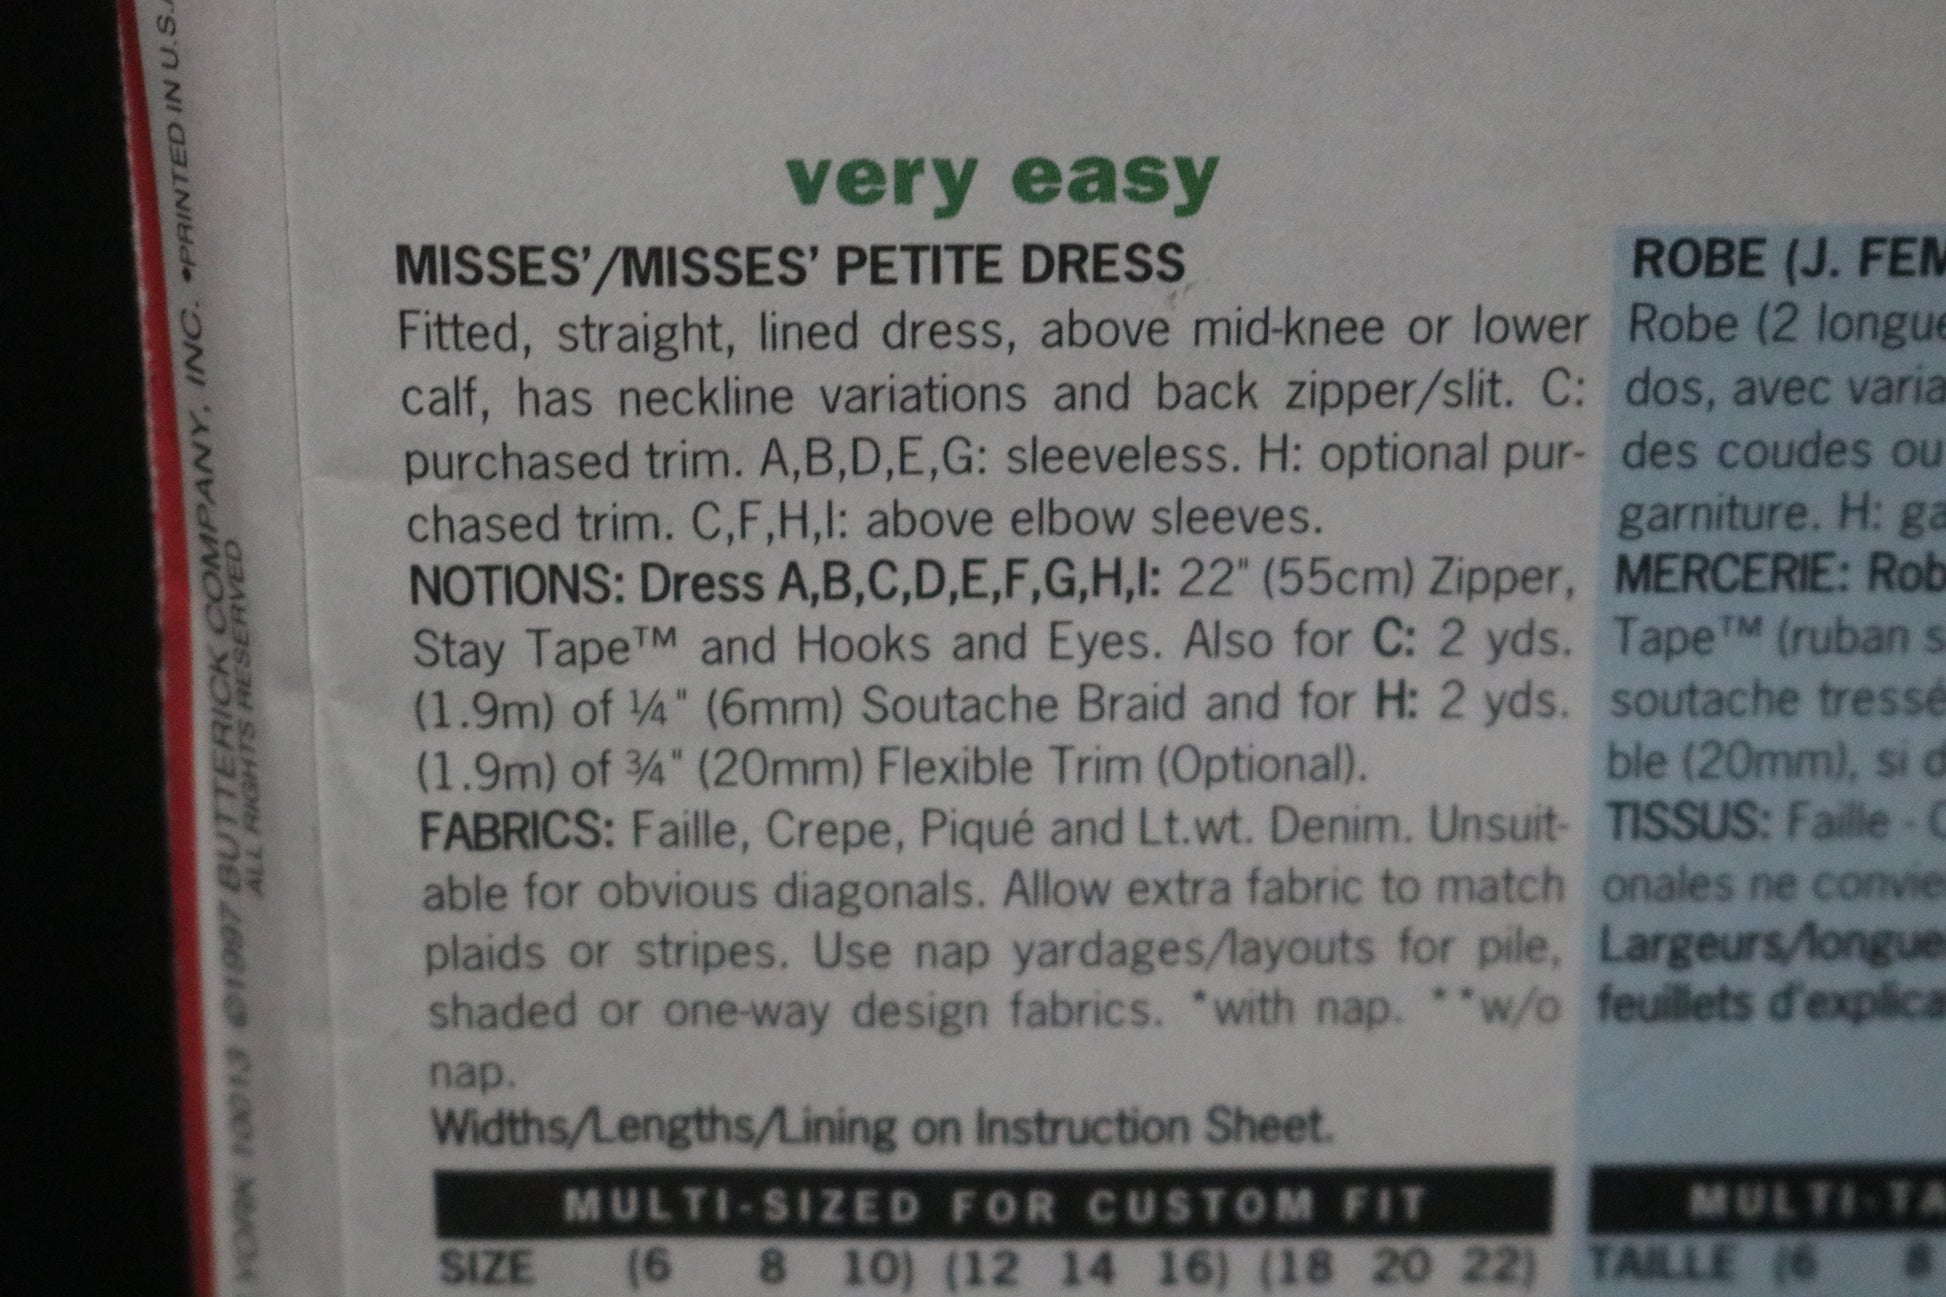 YORK 10013 ©1997 BUTTERICK COMPANY, INC. •PRINTED IN U.S.A
ALL RIGHTS RESERVED
very easy
MISSES'/MISSES' PETITE DRESS
Fitted, straight, lined dress, above mid-knee or lower
calf, has neckline variations and back zipper/slit. C:
purchased trim. A,B,D,E,G: sleeveless. H: optional pur-
chased trim. C,F,H,I: above elbow sleeves.
NOTIONS: Dress A,B,C,D,E,F,G,H,I: 22" (55cm) Zipper,
Stay Tape™ and Hooks and Eyes. Also for C: 2 yds.
(1.9m) of ¼" (6mm) Soutache Braid and for H: 2 yds.
(1.9m) of ¾" (20mm) Flexible Trim (Optional).
FABRICS: Faille, Crepe, Piqué and Lt.wt. Denim. Unsuit-
able for obvious diagonals. Allow extra fabric to match
plaids or stripes. Use nap yardages/layouts for pile,
shaded or one-way design fabrics. *with nap. **w/o
nap.
Widths/Lengths/Lining on Instruction Sheet.
MULTI-SIZED FOR CUSTOM FIT
SIZE (6 8 10) (12 14 16) (18 20 22)
ROBE (J. FEM
Robe (2 longue
dos, avec varia
des coudes ou
garniture. H: ga
MERCERIE: Rob
Tape™ (ruban s
soutache tressé
ble (20mm), si d
TISSUS: Faille - C
onales ne convie
Largeurs/longue
feuillets d'explica
MULTI-TA
TAILLE (6 8